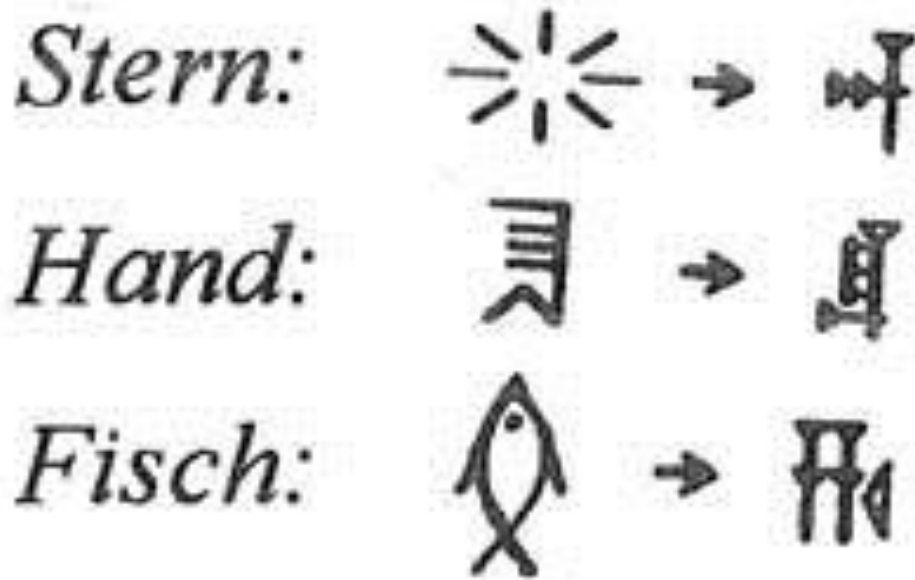 Stern: → 𒀭
Hand: → 𒋗
Fisch: → 𒄩